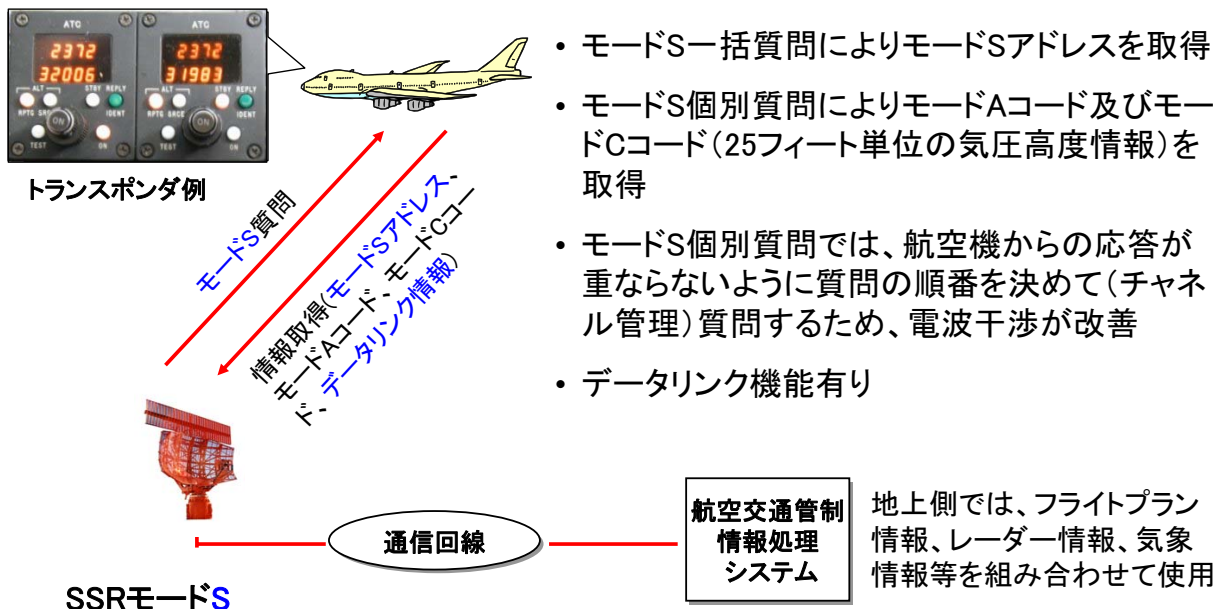 ATC
2372
32006
ALT
STBY REPLY
RPTG SRCE
IDENT
ON
TEST
ON
ATC
2372
31983
ALT
STBY REPLY
RPTG SRCE
IDENT
ON
TEST
ON
トランスポンダ例
モードS質問
情報取得(モードSアドレス、
モードAコード、モードCコー
ド、データリンク情報)
• モードS一括質問によりモードSアドレスを取得
• モードS個別質問によりモードAコード及びモー
ドCコード(25フィート単位の気圧高度情報)を
取得
• モードS個別質問では、航空機からの応答が
重ならないように質問の順番を決めて(チャネ
ル管理)質問するため、電波干渉が改善
• データリンク機能有り
SSRモードS
通信回線
航空交通管制
情報処理
システム
地上側では、フライトプラン
情報、レーダー情報、気象
情報等を組み合わせて使用